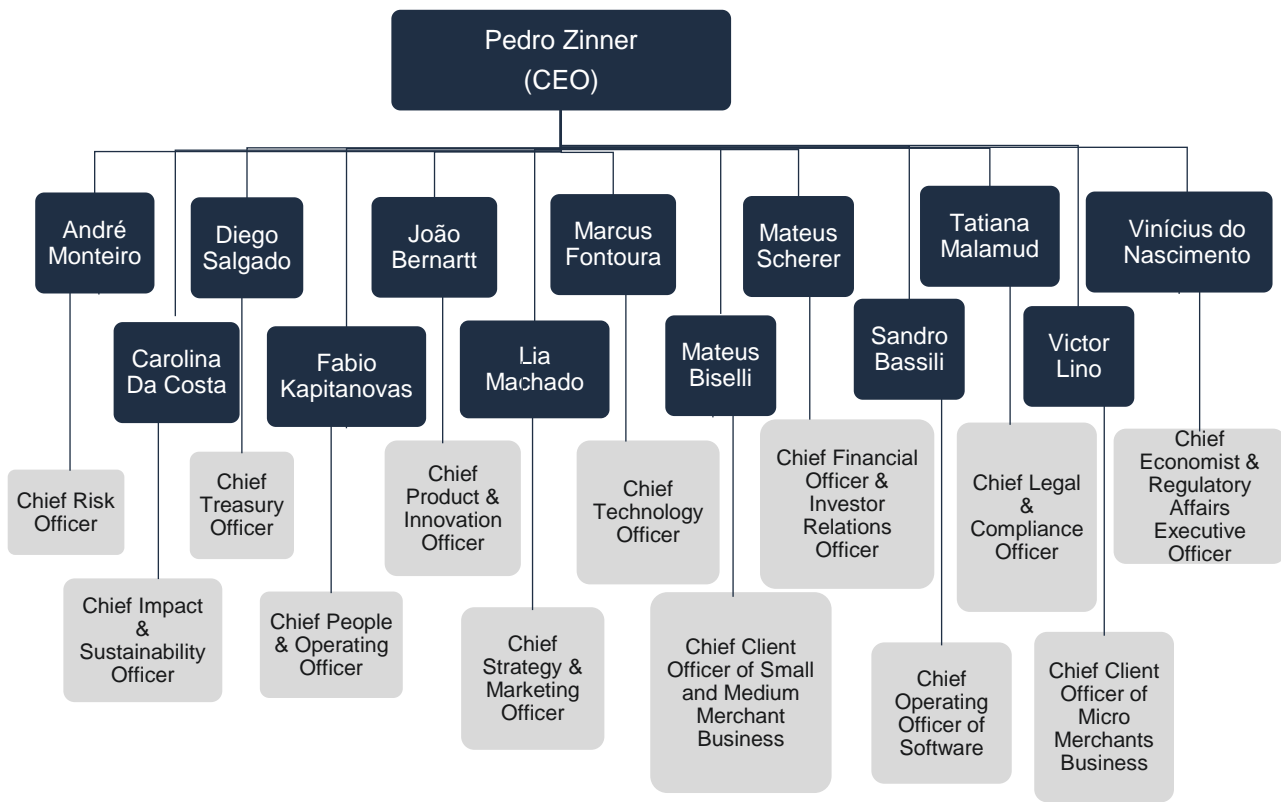 Pedro Zinner
(CEO)
André
Monteiro
Diego
Salgado
João
Bernartt
Marcus
Fontoura
Mateus
Scherer
Tatiana
Malamud
Vinícius do
Nascimento
Carolina
Da Costa
Fabio
Kapitanovas
Lia
Machado
Mateus
Biselli
Sandro
Bassili
Victor
Lino
Chief Risk
Officer
Chief
Treasury
Officer
Chief
Product &
Innovation
Officer
Chief
Technology
Officer
Chief Financial
Officer &
Investor
Relations
Officer
Chief Legal
&
Compliance
Officer
Chief
Economist &
Regulatory
Affairs
Executive
Officer
Chief Impact
&
Sustainability
Officer
Chief People
& Operating
Officer
Chief
Strategy &
Marketing
Officer
Chief Client
Officer of Small
and Medium
Merchant
Business
Chief
Operating
Officer of
Software
Chief Client
Officer of
Micro
Merchants
Business